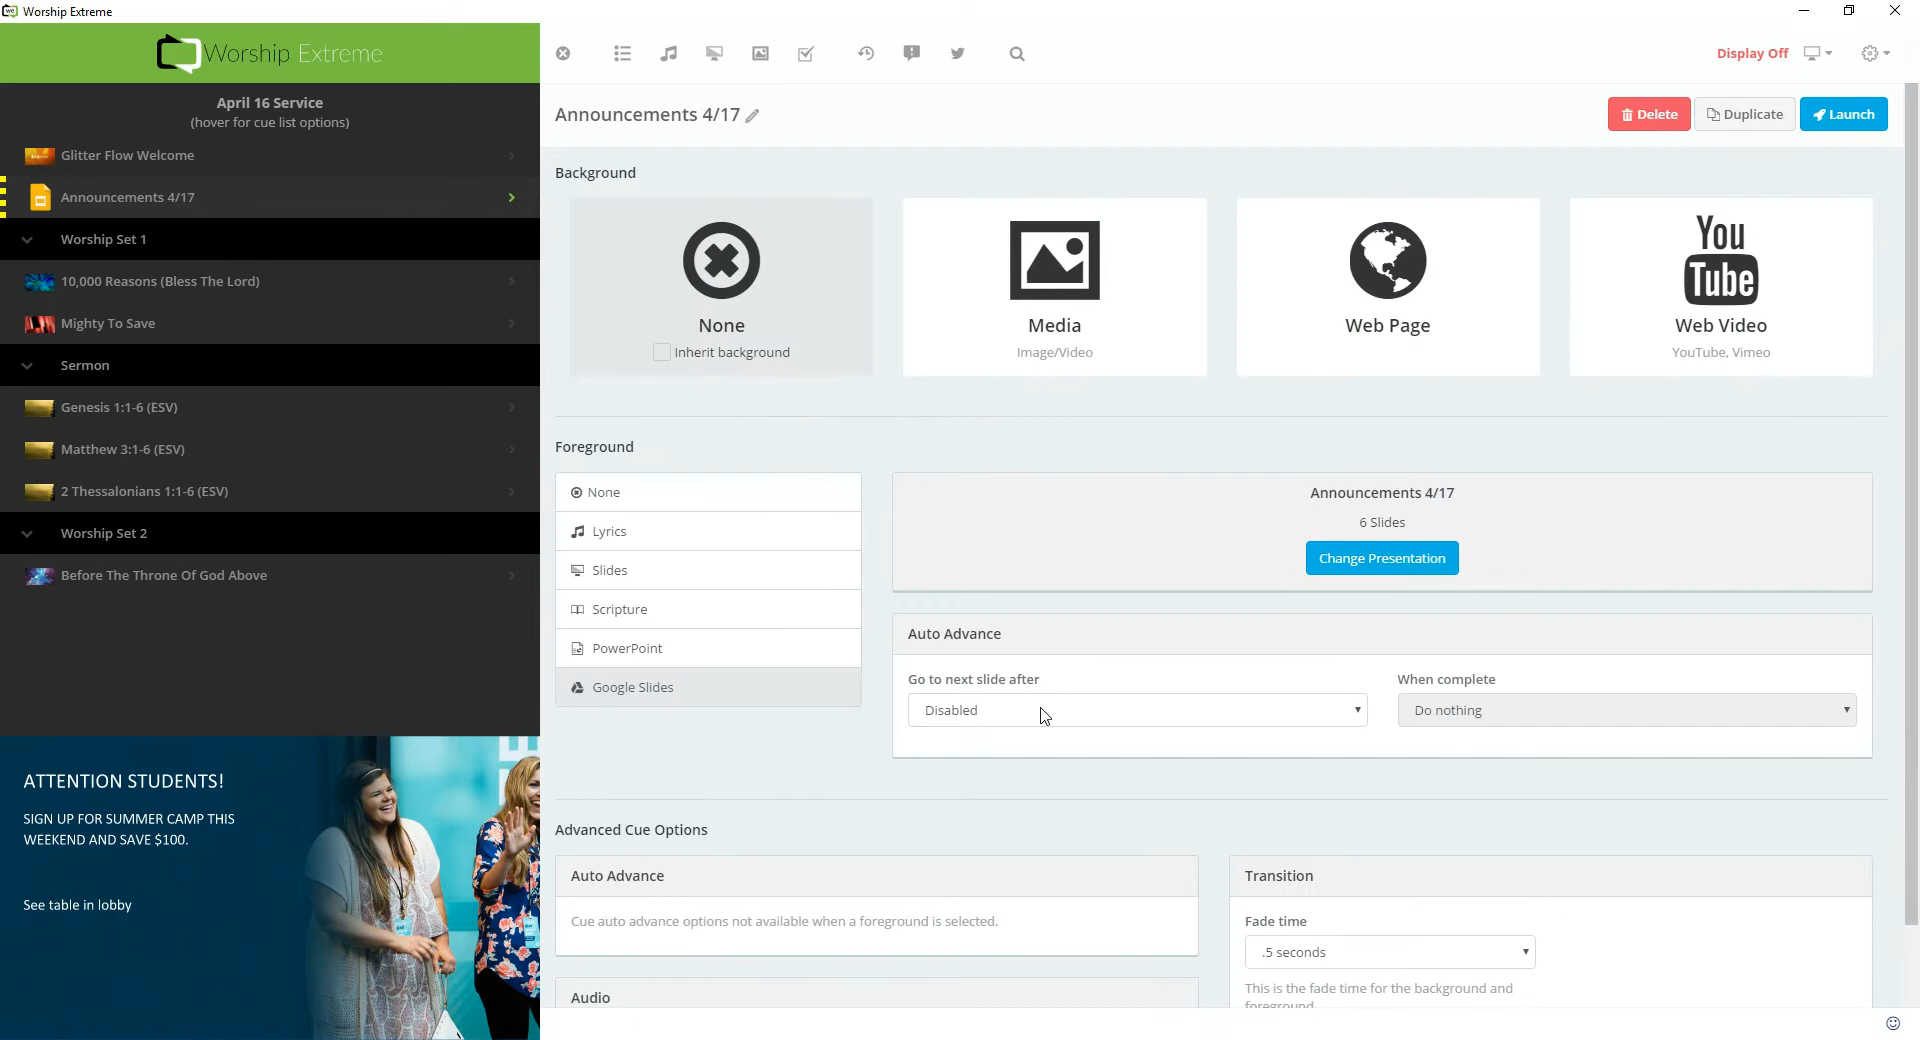 Worship Extreme
Worship Extreme
Display Off
April 16 Service
(hover for cue list options)
Glitter Flow Welcome
Announcements 4/17
Worship Set 1
10,000 Reasons (Bless The Lord)
Mighty To Save
Sermon
Genesis 1:1-6 (ESV)
Matthew 3:1-6 (ESV)
2 Thessalonians 1:1-6 (ESV)
Worship Set 2
Before The Throne Of God Above
ATTENTION STUDENTS!
SIGN UP FOR SUMMER CAMP THIS
WEEKEND AND SAVE $100.
See table in lobby
Announcements 4/17
Delete
Duplicate
Launch
Background
None
Inherit background
Media
Image/Video
Web Page
You
Tube
Web Video
YouTube, Vimeo
Foreground
None
Lyrics
Slides
Scripture
PowerPoint
Google Slides
Announcements 4/17
6 Slides
Change Presentation
Auto Advance
Go to next slide after
Disabled
When complete
Do nothing
Advanced Cue Options
Auto Advance
Cue auto advance options not available when a foreground is selected.
Audio
Transition
Fade time
.5 seconds
This is the fade time for the background and
foreground